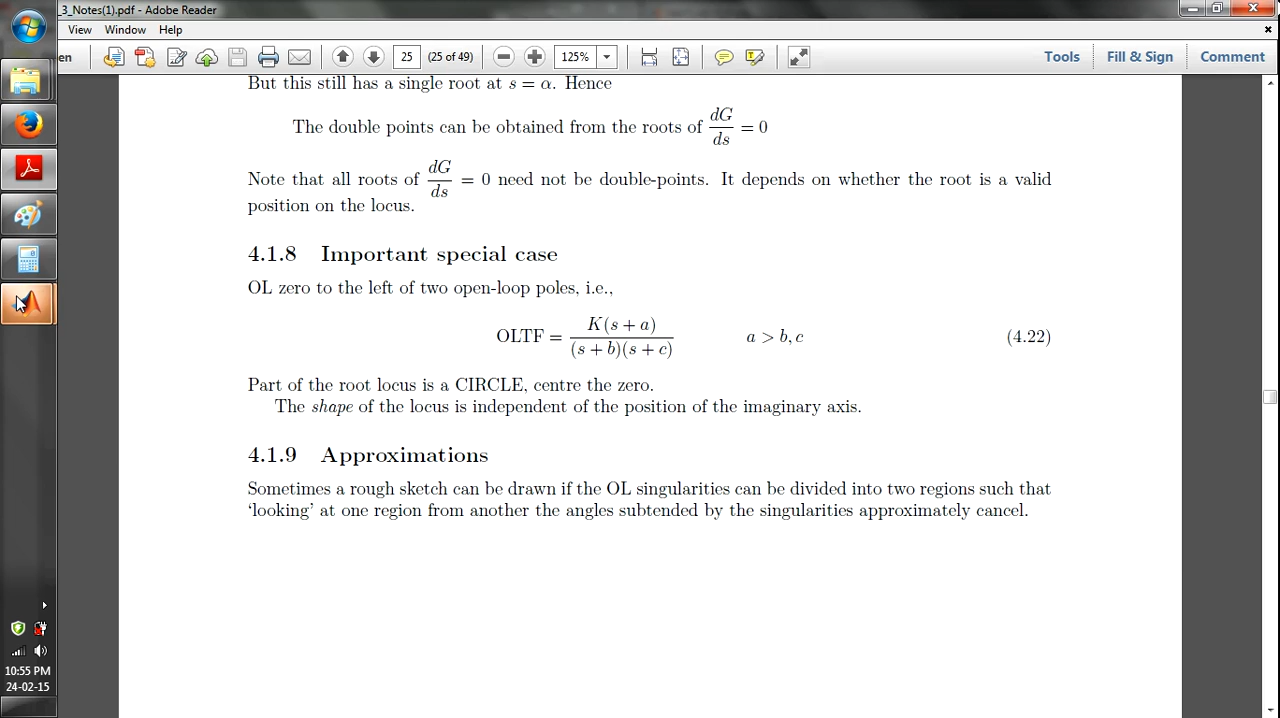 _3_Notes(1).pdf - Adobe Reader
View Window Help
en 25 (25 of 49) 125% Tools Fill & Sign Comment
But this still has a single root at s = α. Hence
The double points can be obtained from the roots of dG/ds = 0
Note that all roots of dG/ds = 0 need not be double-points. It depends on whether the root is a valid
position on the locus.
4.1.8 Important special case
OL zero to the left of two open-loop poles, i.e.,
OLTF = K(s + a)/(s + b)(s + c) a > b, c (4.22)
Part of the root locus is a CIRCLE, centre the zero.
The shape of the locus is independent of the position of the imaginary axis.
4.1.9 Approximations
Sometimes a rough sketch can be drawn if the OL singularities can be divided into two regions such that
‘looking’ at one region from another the angles subtended by the singularities approximately cancel.
10:55 PM
24-02-15